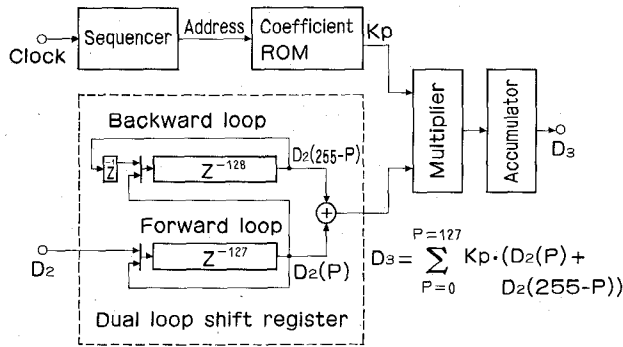 Clock
Sequencer
Address
Coefficient
ROM
Kp
Multiplier
Accumulator
D₃
Backward loop
Z⁻¹
Z⁻¹²⁸
D₂(255-P)
+
Forward loop
D₂
Z⁻¹²⁷
D₂(P)
Dual loop shift register
P=127
D₃= ∑ Kp·(D₂(P)+
P=0
D₂(255-P))